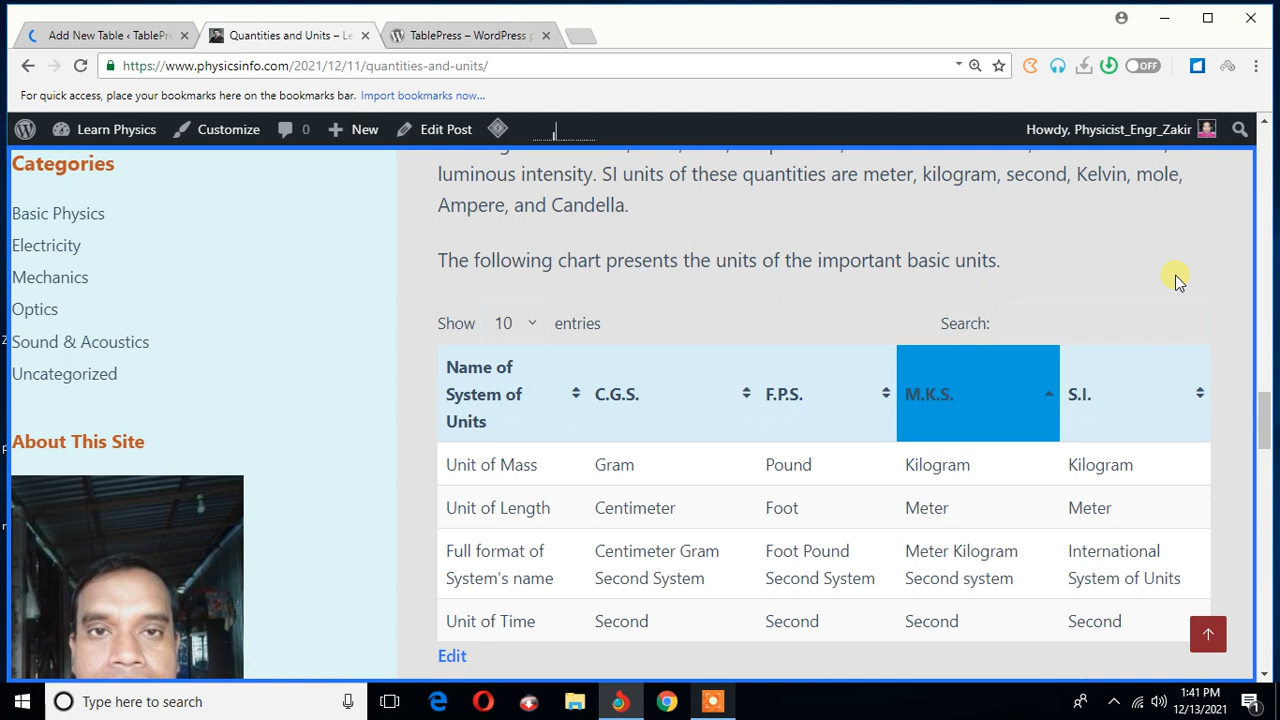 Add New Table ‹ TablePre
Quantities and Units – Le
TablePress – WordPress p
https://www.physicsinfo.com/2021/12/11/quantities-and-units/
OFF
For quick access, place your bookmarks here on the bookmarks bar. Import bookmarks now...
Learn Physics
Customize
0
New
Edit Post
Howdy, Physicist_Engr_Zakir
Categories
Basic Physics
Electricity
Mechanics
Optics
Sound & Acoustics
Uncategorized
About This Site
luminous intensity. SI units of these quantities are meter, kilogram, second, Kelvin, mole,
Ampere, and Candella.
The following chart presents the units of the important basic units.
Show 10 entries
Search:
Name of
System of
Units
C.G.S.
F.P.S.
M.K.S.
S.I.
Unit of Mass Gram Pound Kilogram Kilogram
Unit of Length Centimeter Foot Meter Meter
Full format of Centimeter Gram Foot Pound Meter Kilogram International
System's name Second System Second System Second system System of Units
Unit of Time Second Second Second Second
Edit
Type here to search
1:41 PM
12/13/2021
1